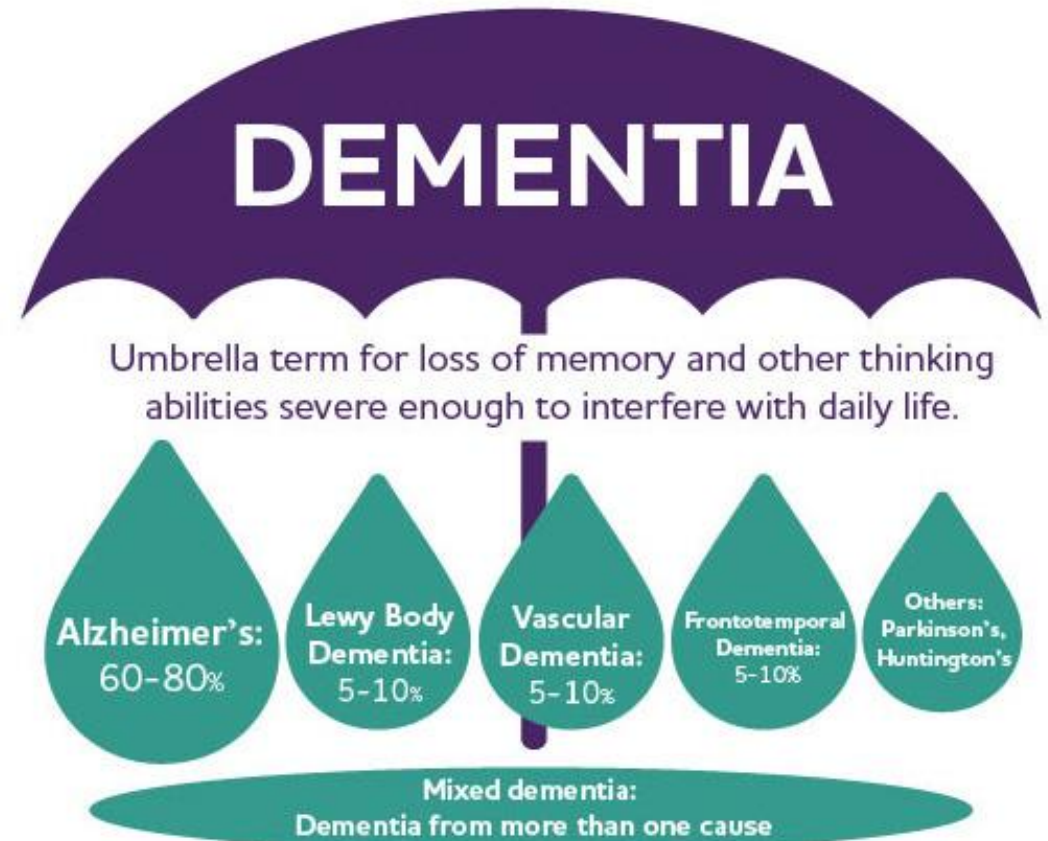 DEMENTIA
Umbrella term for loss of memory and other thinking
abilities severe enough to interfere with daily life.
Alzheimer's:
60-80%
Lewy Body
Dementia:
5-10%
Vascular
Dementia:
5-10%
Frontotemporal
Dementia:
5-10%
Others:
Parkinson's,
Huntington's
Mixed dementia:
Dementia from more than one cause